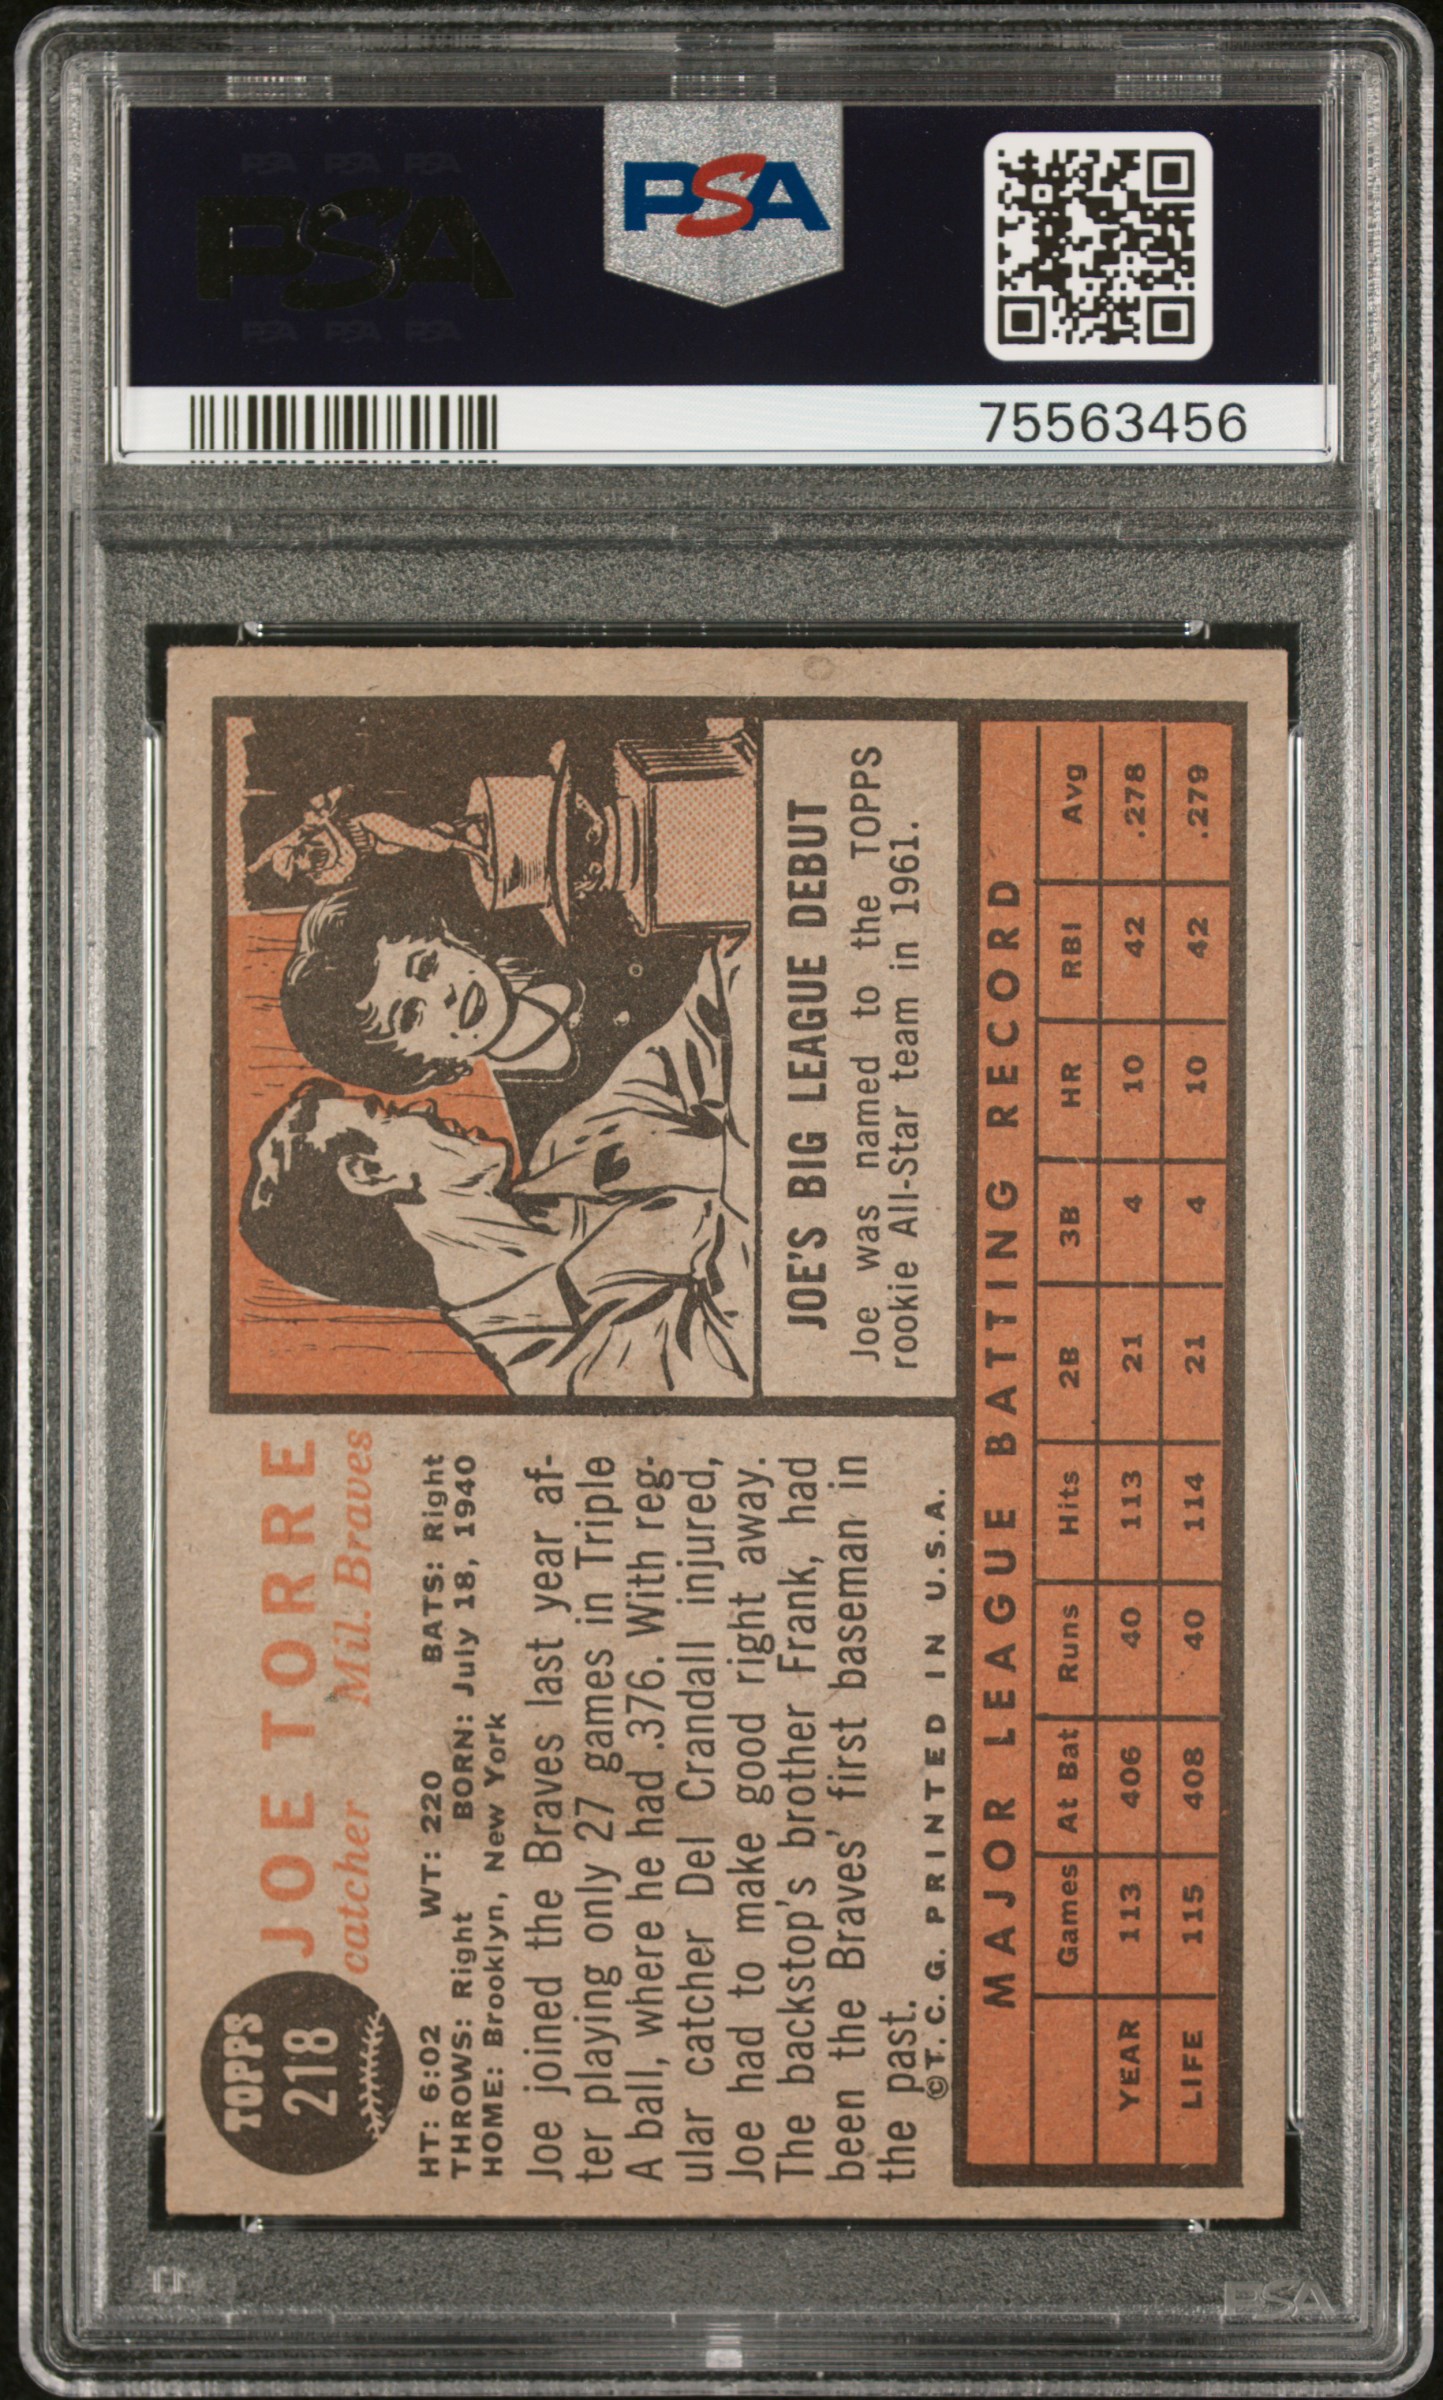 PSA PSA PSA
PSA
PSA PSA PSA
PSA
75563456
TOPPS
218
JOE TORRE
catcher Mil. Braves
HT: 6:02 WT: 220 BATS: Right
THROWS: Right BORN: July 18, 1940
HOME: Brooklyn, New York
Joe joined the Braves last year af-
ter playing only 27 games in Triple
A ball, where he had .376. With reg-
ular catcher Del Crandall injured,
Joe had to make good right away.
The backstop's brother Frank, had
been the Braves' first baseman in
the past.
©T. C. G. PRINTED IN U.S.A.
JOE'S BIG LEAGUE DEBUT
Joe was named to the TOPPS
rookie All-Star team in 1961.
MAJOR LEAGUE BATTING RECORD
Games At Bat Runs Hits 2B 3B HR RBI Avg
YEAR 113 406 40 113 21 4 10 42 .278
LIFE 115 408 40 114 21 4 10 42 .279
PSA